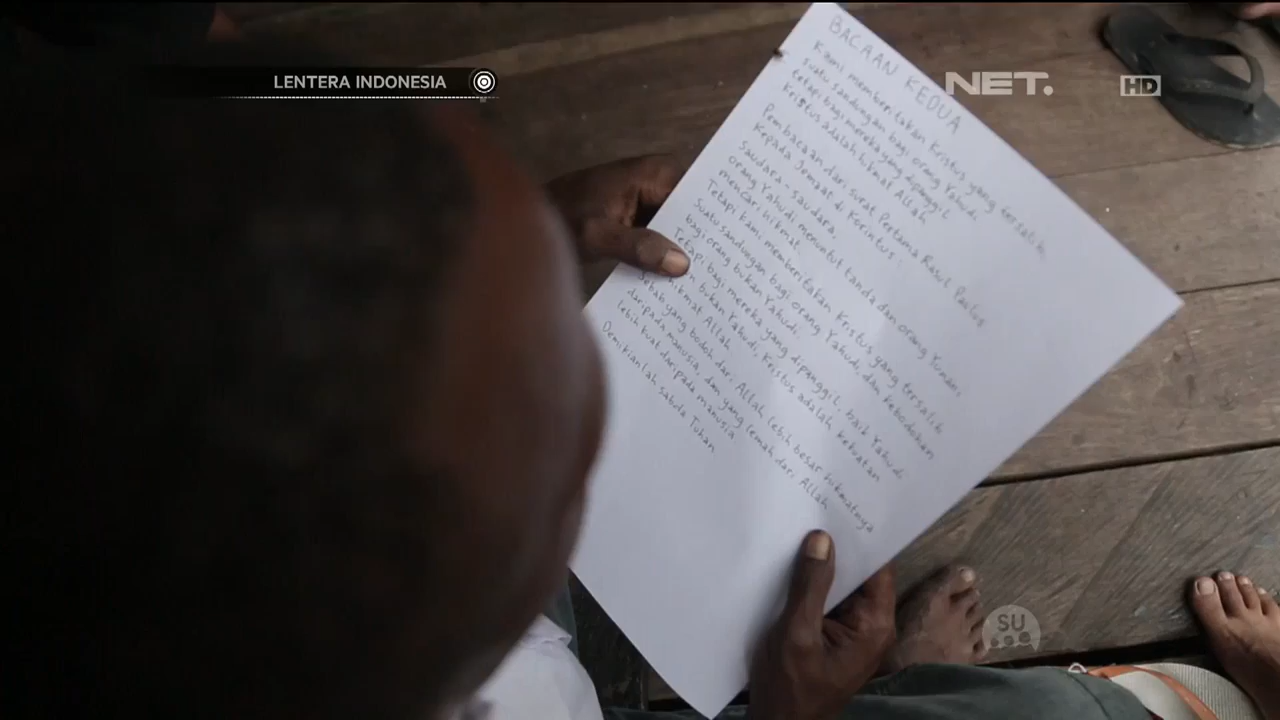 LENTERA INDONESIA
NET.
HD
BACAAN KEDUA
Kami memberitakan Kristus yang tersalib
suatu sandungan bagi orang Yahudi
tetapi bagi mereka yang dipanggil
Kristus adalah hikmat Allah
Pembacaan dari surat Pertama Rasul Paulus
Kepada Jemaat di Korintus :
Saudara - saudara,
orang Yahudi menuntut tanda dan orang Yunani,
mencari hikmat
Tetapi kami memberitakan Kristus yang tersalib
Suatu sandungan bagi orang Yahudi, dan kebodohan
bagi orang bukan Yahudi
Tetapi bagi mereka yang dipanggil, baik Yahudi
bukan Yahudi, Kristus adalah kekuatan
hikmat Allah
Sebab yang bodoh dari Allah lebih besar hikmatnya
daripada manusia, dan yang lemah dari Allah
lebih kuat daripada manusia
Demikianlah sabda Tuhan
SU